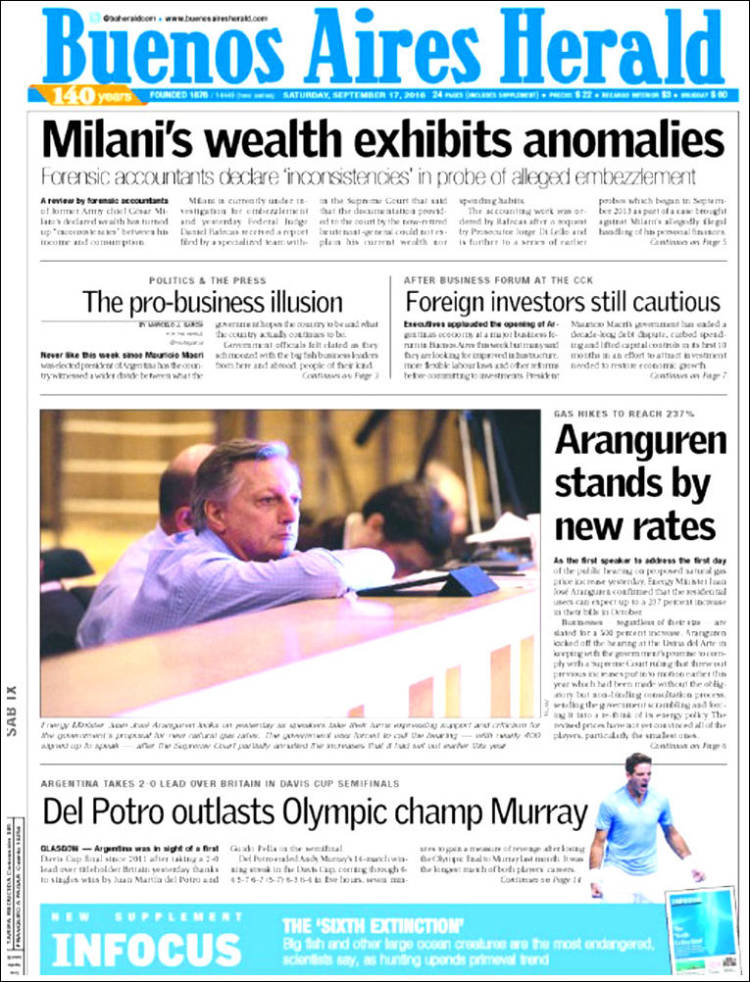 @baheraldcom • www.buenosairesherald.com
Buenos Aires Herald
140 years
FOUNDED 1876
SATURDAY, SEPTEMBER 17, 2016
24 PAGES (INCLUDES SUPPLEMENT)
Milani's wealth exhibits anomalies
Forensic accountants declare 'inconsistencies' in probe of alleged embezzlement
A review by forensic accountants
of former Army chief César Mi-
lani's declared wealth has turned
up "inconsistencies" between his
income and consumption.
Milani is currently under in-
vestigation for embezzlement
and yesterday Federal Judge
Daniel Rafecas received a report
filed by a specialized team with-
in the Supreme Court that said
that the documentation provid-
ed to the court by the now-retired
lieutenant-general could not ex-
plain his current wealth nor
spending habits.
The accounting work was or-
dered by Rafecas after a request
by Prosecutor Jorge Di Lello and
is further to a series of earlier
probes which began in Septem-
ber 2013 as part of a case brought
against Milani's allegedly illegal
handling of his personal finances.
Continues on Page 5
POLITICS & THE PRESS
The pro-business illusion
Never like this week since Mauricio Macri
was elected president of Argentina has the coun-
try witnessed a wider divide between what the
government hopes the country to be and what
the country actually continues to be.
Government officials felt elated as they
schmoozed with the big fish business leaders
from here and abroad, people of their kind.
Continues on Page 3
AFTER BUSINESS FORUM AT THE CCK
Foreign investors still cautious
Executives applauded the opening of Ar-
gentina's economy at a major business fo-
rum in Buenos Aires this week but many said
they are looking for improved infrastructure,
more flexible labour laws and other reforms
before committing to investments. President
Mauricio Macri's government has ended a
decade-long debt dispute, curbed spend-
ing and lifted capital controls in its first 10
months in an effort to attract investment
needed to restore economic growth.
Continues on Page 7
GAS HIKES TO REACH 237%
Aranguren
stands by
new rates
As the first speaker to address the first day
of the public hearing on proposed natural gas
price increase yesterday, Energy Minister Juan
José Aranguren confirmed that the residential
users can expect up to a 237 percent increase
in their bills in October.
Businesses — regardless of their size — are
slated for a 500 percent increase. Aranguren
kicked off the hearing at the Usina del Arte in
keeping with the government's promise to com-
ply with a Supreme Court ruling that threw out
previous increases put into motion earlier this
year which had been made without the oblig-
atory but non-binding consultation process,
sending the government scrambling and forc-
ing it into a re-think of its energy policy. The
revised prices have not yet convinced all of the
players, particularly the smallest ones.
Continues on Page 6
Energy Minister Juan José Aranguren looks on yesterday as speakers take their turns expressing support and criticism for
the government's proposal for new natural gas rates. The government was forced to call the hearing — with nearly 400
signed up to speak — after the Supreme Court partially annulled the increases that it had set out earlier this year
SAB IX
ARGENTINA TAKES 2-0 LEAD OVER BRITAIN IN DAVIS CUP SEMIFINALS
Del Potro outlasts Olympic champ Murray
GLASGOW — Argentina was in sight of a first
Davis Cup final since 2011 after taking a 2-0
lead over titleholder Britain yesterday thanks
to singles wins by Juan Martín del Potro and
Guido Pella in the semifinal.
Del Potro ended Andy Murray's 14-match win-
ning streak in the Davis Cup, coming through 6-
4 5-7 6-7 (5-7) 6-3 6-4 in five hours, seven min-
utes to gain a measure of revenge after losing
the Olympic final to Murray last month. It was
the longest match of both players' careers.
Continues on Page 14
NEW SUPPLEMENT
INFOCUS
THE 'SIXTH EXTINCTION'
Big fish and other large ocean creatures are the most endangered,
scientists say, as hunting upends primeval trend